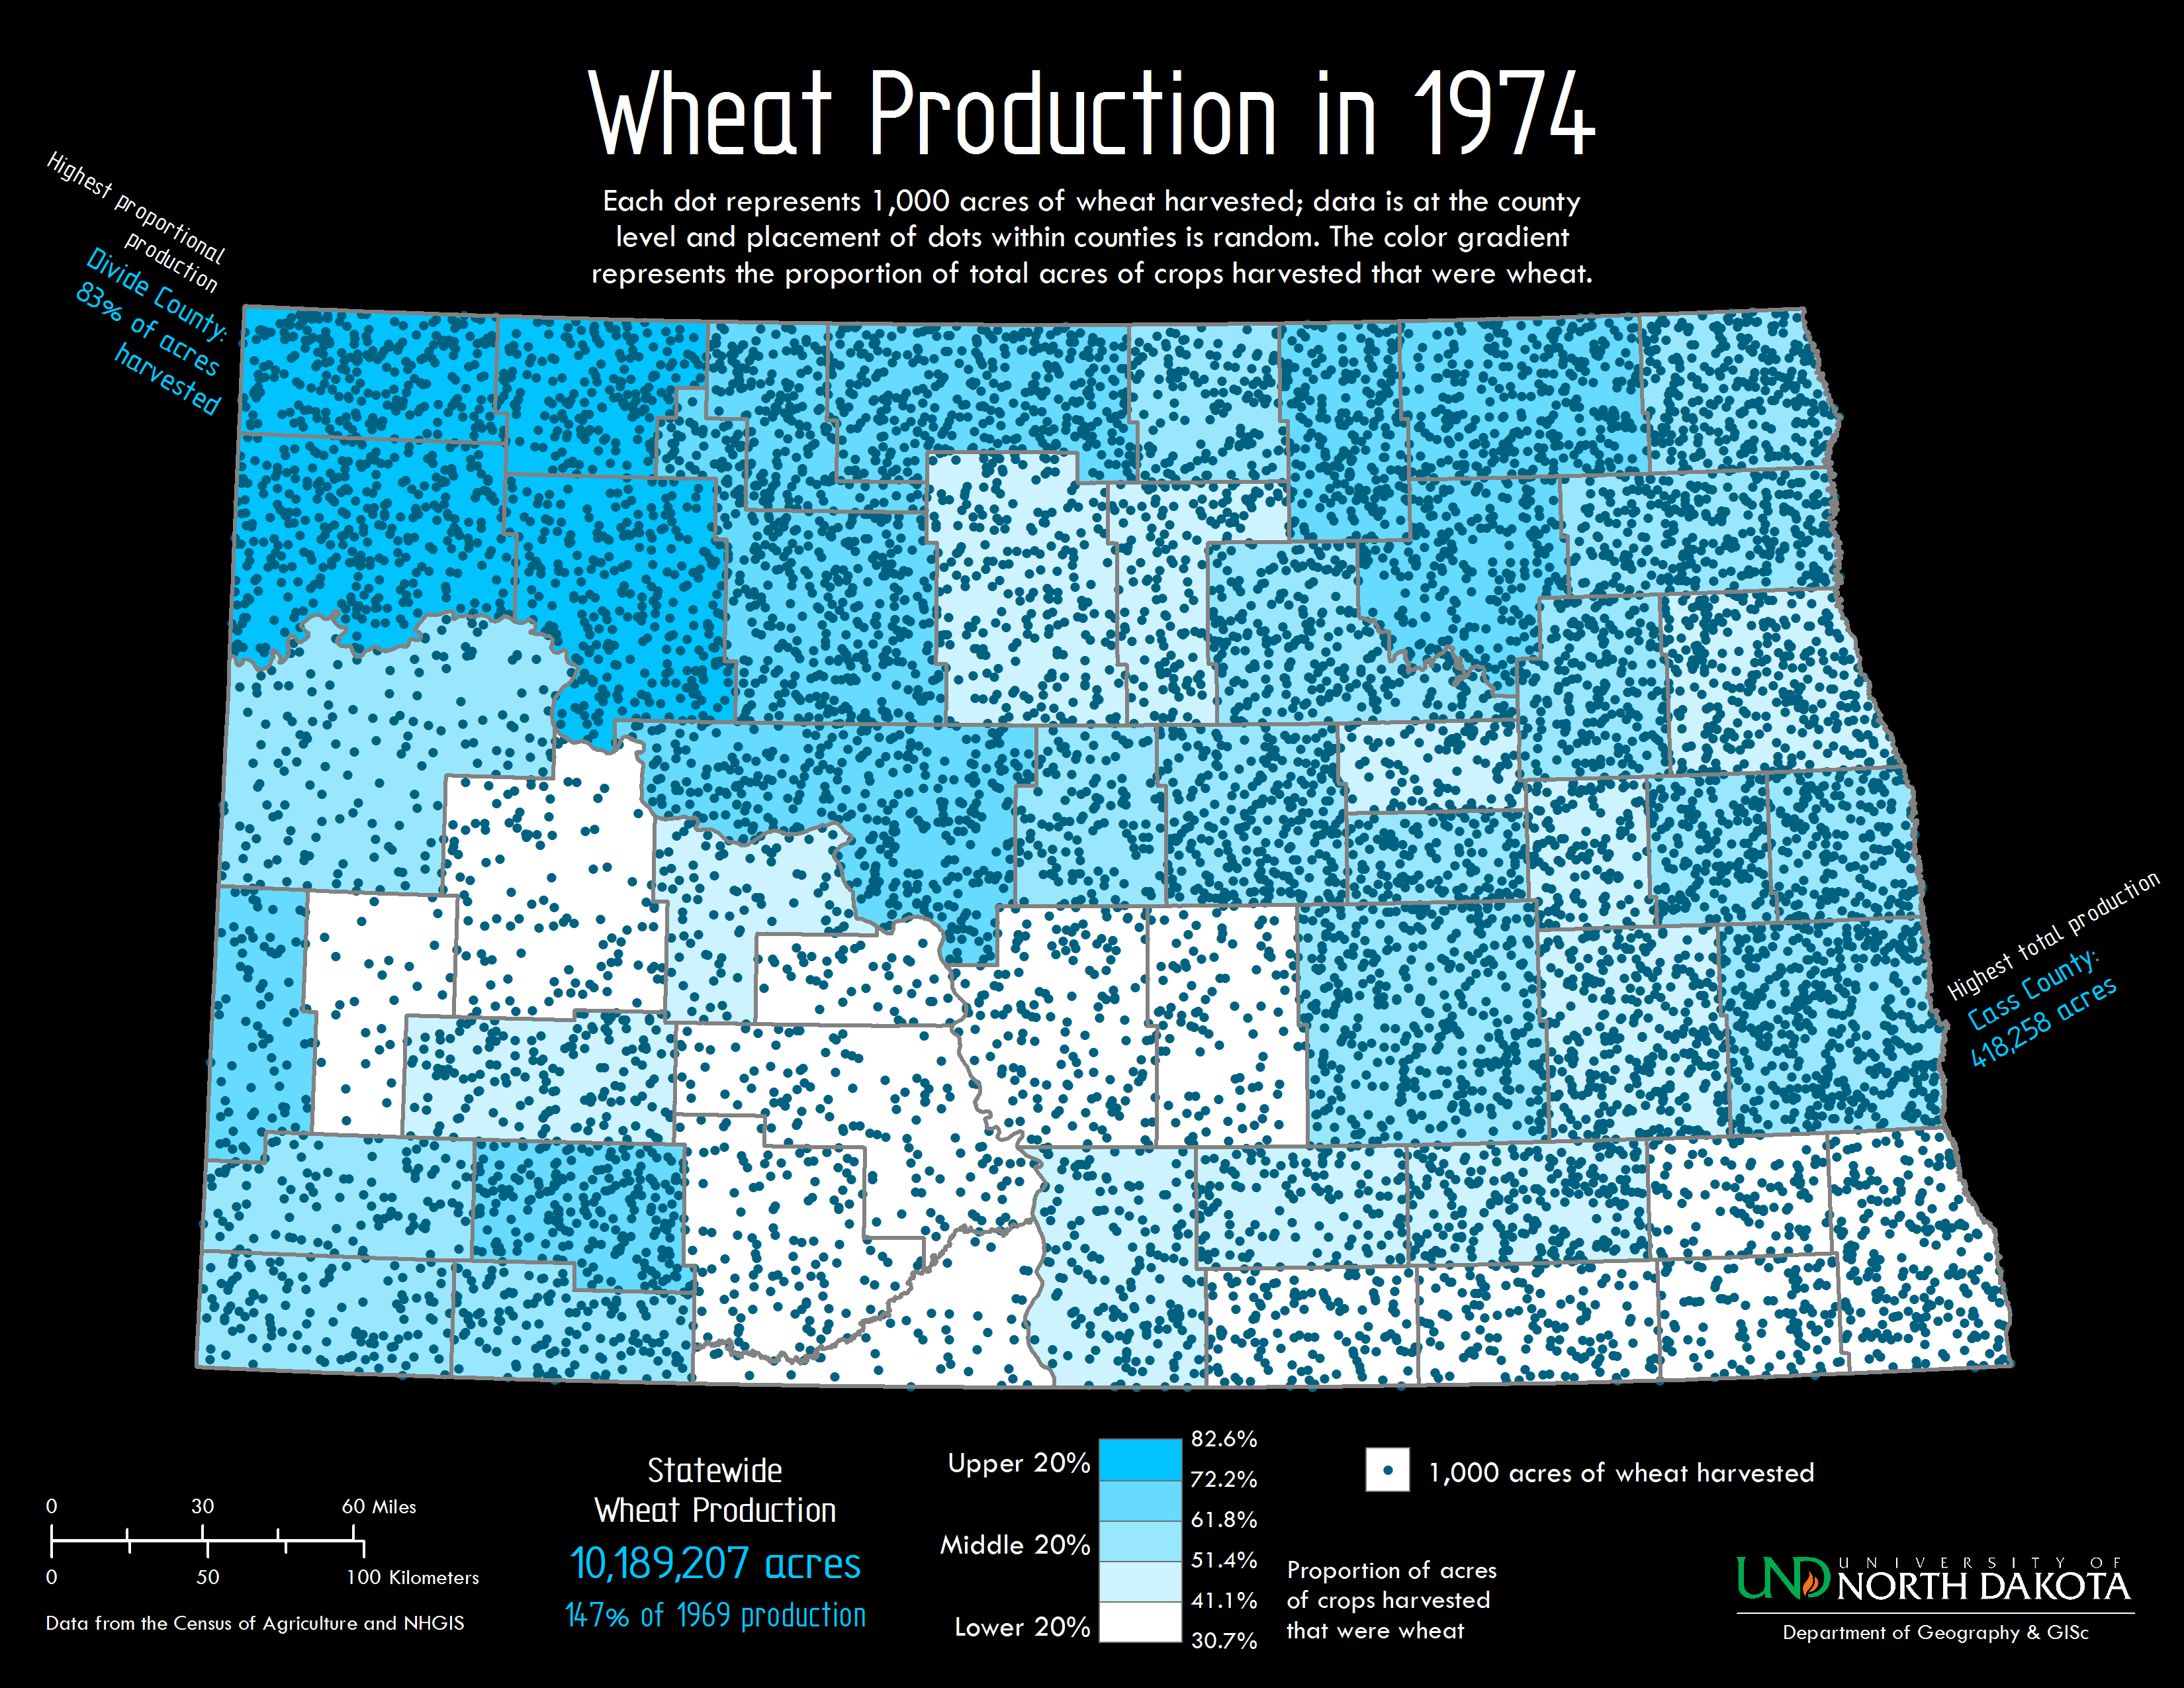 Wheat Production in 1974
Each dot represents 1,000 acres of wheat harvested; data is at the county
level and placement of dots within counties is random. The color gradient
represents the proportion of total acres of crops harvested that were wheat.
Highest proportional
production
Divide County:
83% of acres
harvested
Highest total production
Cass County:
418,258 acres
0 30 60 Miles
0 50 100 Kilometers
Data from the Census of Agriculture and NHGIS
Statewide
Wheat Production
10,189,207 acres
147% of 1969 production
Upper 20%
Middle 20%
Lower 20%
82.6%
72.2%
61.8%
51.4%
41.1%
30.7%
1,000 acres of wheat harvested
Proportion of acres
of crops harvested
that were wheat
UND
UNIVERSITY OF
NORTH DAKOTA
Department of Geography & GISc